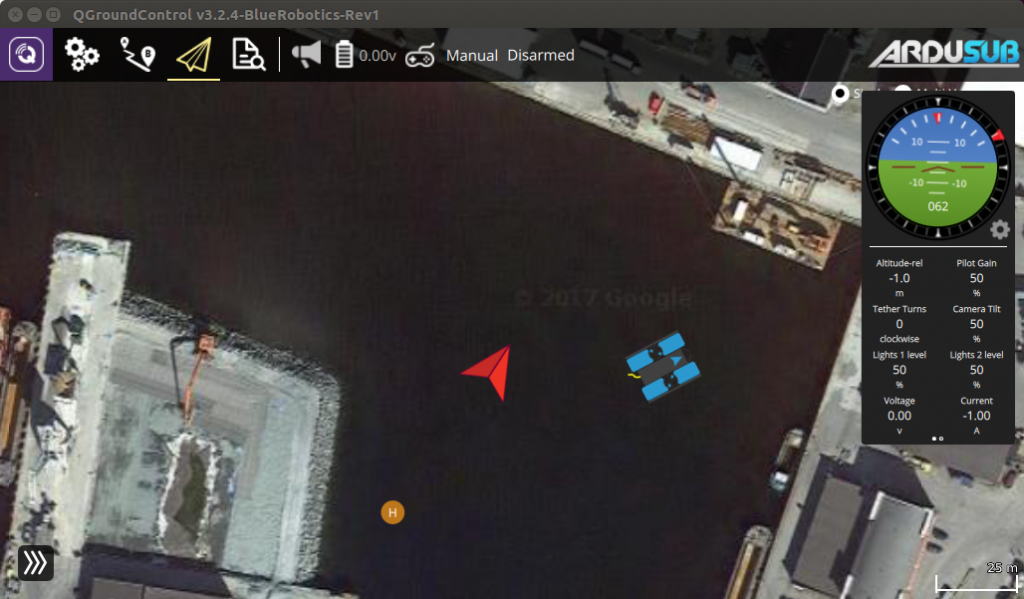 QGroundControl v3.2.4-BlueRobotics-Rev1
0.00v Manual Disarmed
ARDUSUB
© 2017 Google
10 10
-10 -10
062
Altitude-rel Pilot Gain
-1.0 50
m %
Tether Turns Camera Tilt
0 50
clockwise %
Lights 1 level Lights 2 level
50 50
% %
Voltage Current
0.00 -1.00
v A
B
H
25 m